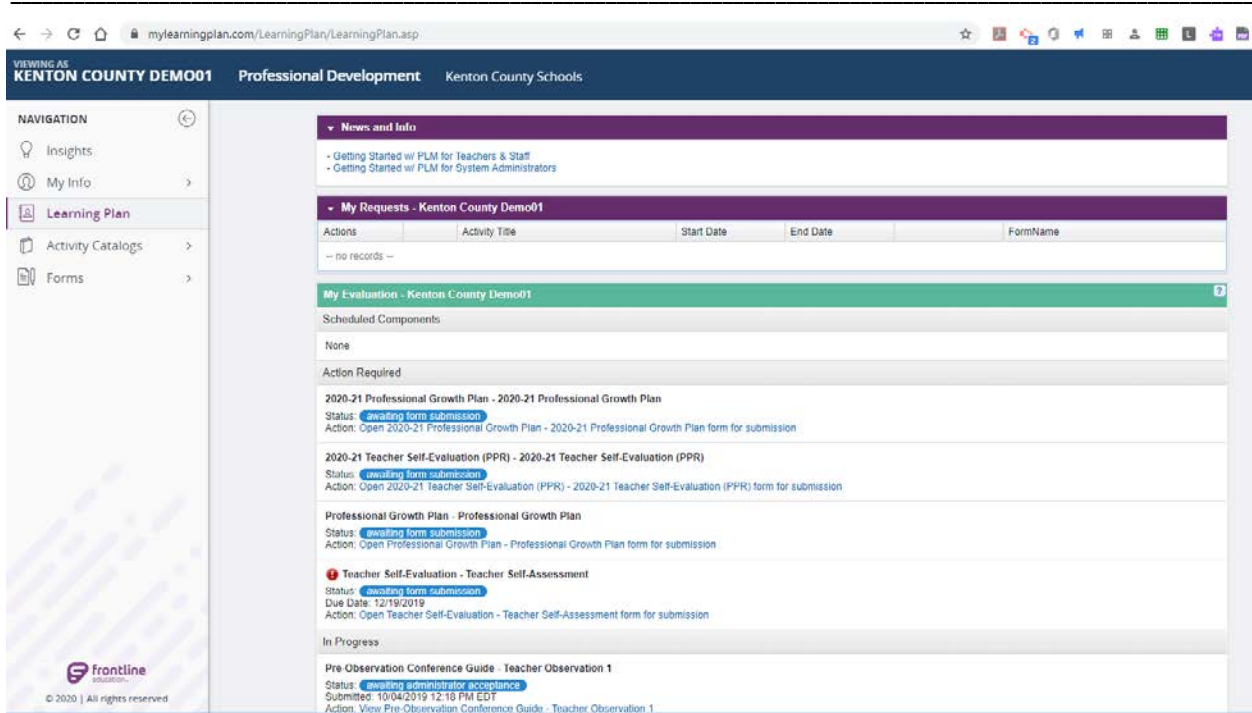 mylearningplan.com/LearningPlan/LearningPlan.asp
VIEWING AS
KENTON COUNTY DEMO01
Professional Development
Kenton County Schools
NAVIGATION
Insights
My Info
Learning Plan
Activity Catalogs
Forms
frontline
education
© 2020 | All rights reserved
News and Info
- Getting Started w/ PLM for Teachers & Staff
- Getting Started w/ PLM for System Administrators
My Requests - Kenton County Demo01
Actions Activity Title Start Date End Date FormName
-- no records --
My Evaluation - Kenton County Demo01
Scheduled Components
None
Action Required
2020-21 Professional Growth Plan - 2020-21 Professional Growth Plan
Status: awaiting form submission
Action: Open 2020-21 Professional Growth Plan - 2020-21 Professional Growth Plan form for submission
2020-21 Teacher Self-Evaluation (PPR) - 2020-21 Teacher Self-Evaluation (PPR)
Status: awaiting form submission
Action: Open 2020-21 Teacher Self-Evaluation (PPR) - 2020-21 Teacher Self-Evaluation (PPR) form for submission
Professional Growth Plan - Professional Growth Plan
Status: awaiting form submission
Action: Open Professional Growth Plan - Professional Growth Plan form for submission
Teacher Self-Evaluation - Teacher Self-Assessment
Status: awaiting form submission
Due Date: 12/19/2019
Action: Open Teacher Self-Evaluation - Teacher Self-Assessment form for submission
In Progress
Pre-Observation Conference Guide - Teacher Observation 1
Status: awaiting administrator acceptance
Submitted: 10/04/2019 12:18 PM EDT
Action: View Pre-Observation Conference Guide - Teacher Observation 1